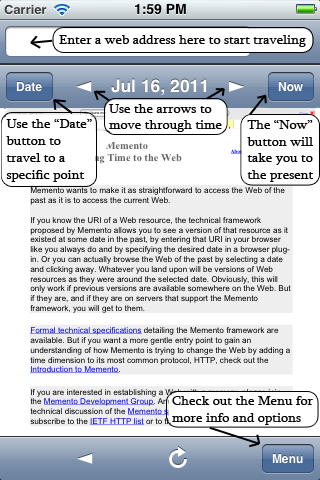 Carrier 1:59 PM
Enter a web address here to start traveling
Date Jul 16, 2011 Now
Use the “Date”
button to
travel to a
specific point
Use the arrows to
move through time
The “Now”
button will
take you to
the present
Memento
Time to the Web
Memento wants to make it as straightforward to access the Web of the
past as it is to access the current Web.
If you know the URI of a Web resource, the technical framework
proposed by Memento allows you to see a version of that resource as it
existed at some date in the past, by entering that URI in your browser
like you always do and by specifying the desired date in a browser plug-
in. Or you can actually browse the Web of the past by selecting a date
and clicking away. Whatever you land upon will be versions of Web
resources as they were around the selected date. Obviously, this will
only work if previous versions are available somewhere on the Web. But
if they are, and if they are on servers that support the Memento
framework, you will get to them.
Formal technical specifications detailing the Memento framework are
available. But if you want a more gentle entry point to gain an
understanding of how Memento is trying to change the Web by adding a
time dimension to its most common protocol, HTTP, check out the
Introduction to Memento.
If you are interested in establishing a Web
the Memento Development Group. An
technical discussion of the Memento s
subscribe to the IETF HTTP list or to
Check out the Menu for
more info and options
Menu